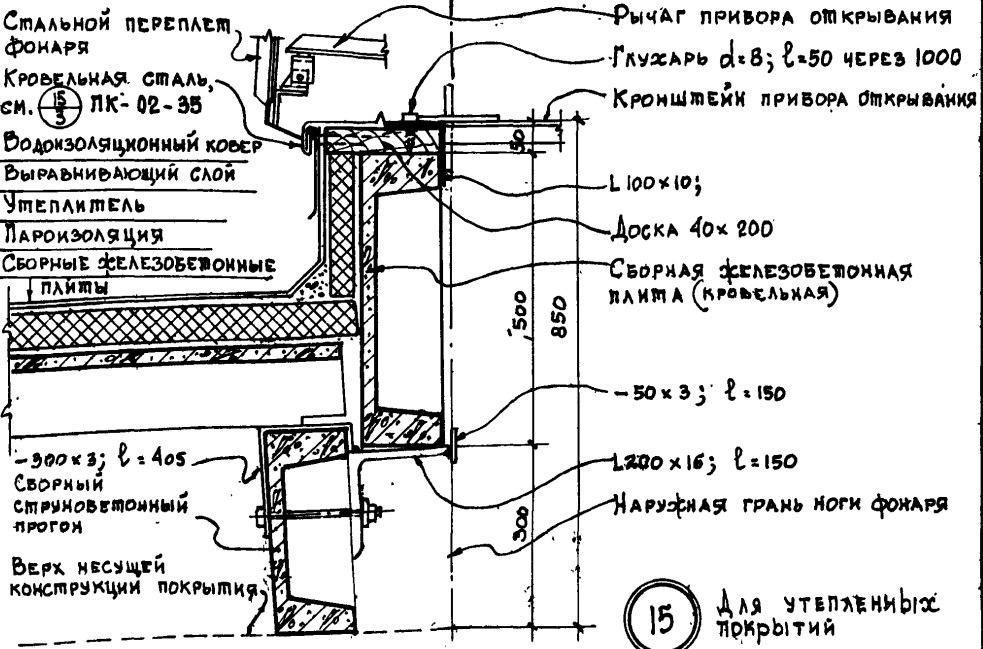 Стальной переплет
фонаря
Кровельная сталь,
см. 15/3 ПК-02-35
Водоизоляционный ковер
Выравнивающий слой
Утеплитель
Пароизоляция
Сборные железобетонные
плиты
-300×3; ℓ=405
Сборный
струнобетонный
прогон
Верх несущей
конструкции покрытия
Рычаг прибора открывания
Глухарь d=8; ℓ=50 через 1000
Кронштейн прибора открывания
L100×10;
Доска 40×200
Сборная железобетонная
плита (кровельная)
-50×3; ℓ=150
L200×16; ℓ=150
Наружная грань ноги фонаря
50
500
850
300
15
Для утепленных
покрытий